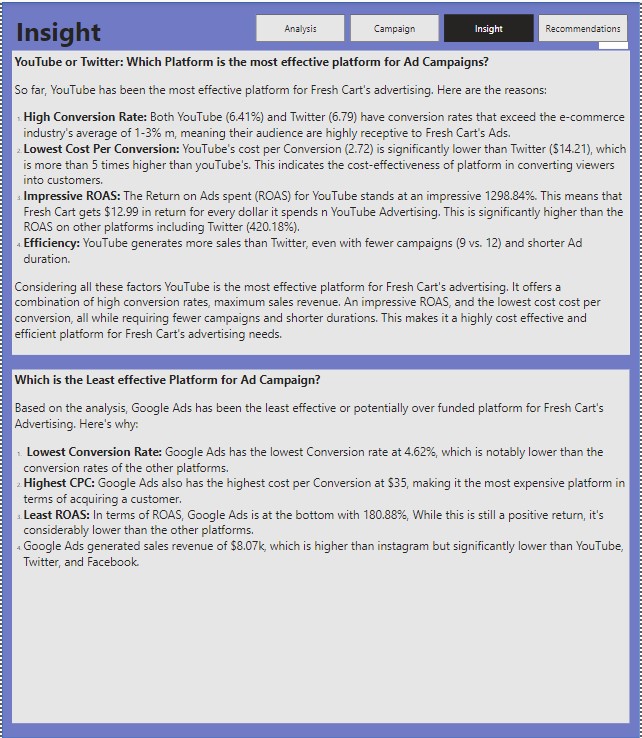 Insight
Analysis
Campaign
Insight
Recommendations
YouTube or Twitter: Which Platform is the most effective platform for Ad Campaigns?
So far, YouTube has been the most effective platform for Fresh Cart's advertising. Here are the reasons:
1. High Conversion Rate: Both YouTube (6.41%) and Twitter (6.79) have conversion rates that exceed the e-commerce
industry's average of 1-3% m, meaning their audience are highly receptive to Fresh Cart's Ads.
2. Lowest Cost Per Conversion: YouTube's cost per Conversion (2.72) is significantly lower than Twitter ($14.21), which
is more than 5 times higher than youTube's. This indicates the cost-effectiveness of platform in converting viewers
into customers.
3. Impressive ROAS: The Return on Ads spent (ROAS) for YouTube stands at an impressive 1298.84%. This means that
Fresh Cart gets $12.99 in return for every dollar it spends n YouTube Advertising. This is significantly higher than the
ROAS on other platforms including Twitter (420.18%).
4. Efficiency: YouTube generates more sales than Twitter, even with fewer campaigns (9 vs. 12) and shorter Ad
duration.
Considering all these factors YouTube is the most effective platform for Fresh Cart's advertising. It offers a
combination of high conversion rates, maximum sales revenue. An impressive ROAS, and the lowest cost cost per
conversion, all while requiring fewer campaigns and shorter durations. This makes it a highly cost effective and
efficient platform for Fresh Cart's advertising needs.
Which is the Least effective Platform for Ad Campaign?
Based on the analysis, Google Ads has been the least effective or potentially over funded platform for Fresh Cart's
Advertising. Here's why:
1. Lowest Conversion Rate: Google Ads has the lowest Conversion rate at 4.62%, which is notably lower than the
conversion rates of the other platforms.
2. Highest CPC: Google Ads also has the highest cost per Conversion at $35, making it the most expensive platform in
terms of acquiring a customer.
3. Least ROAS: In terms of ROAS, Google Ads is at the bottom with 180.88%, While this is still a positive return, it's
considerably lower than the other platforms.
4. Google Ads generated sales revenue of $8.07k, which is higher than instagram but significantly lower than YouTube,
Twitter, and Facebook.